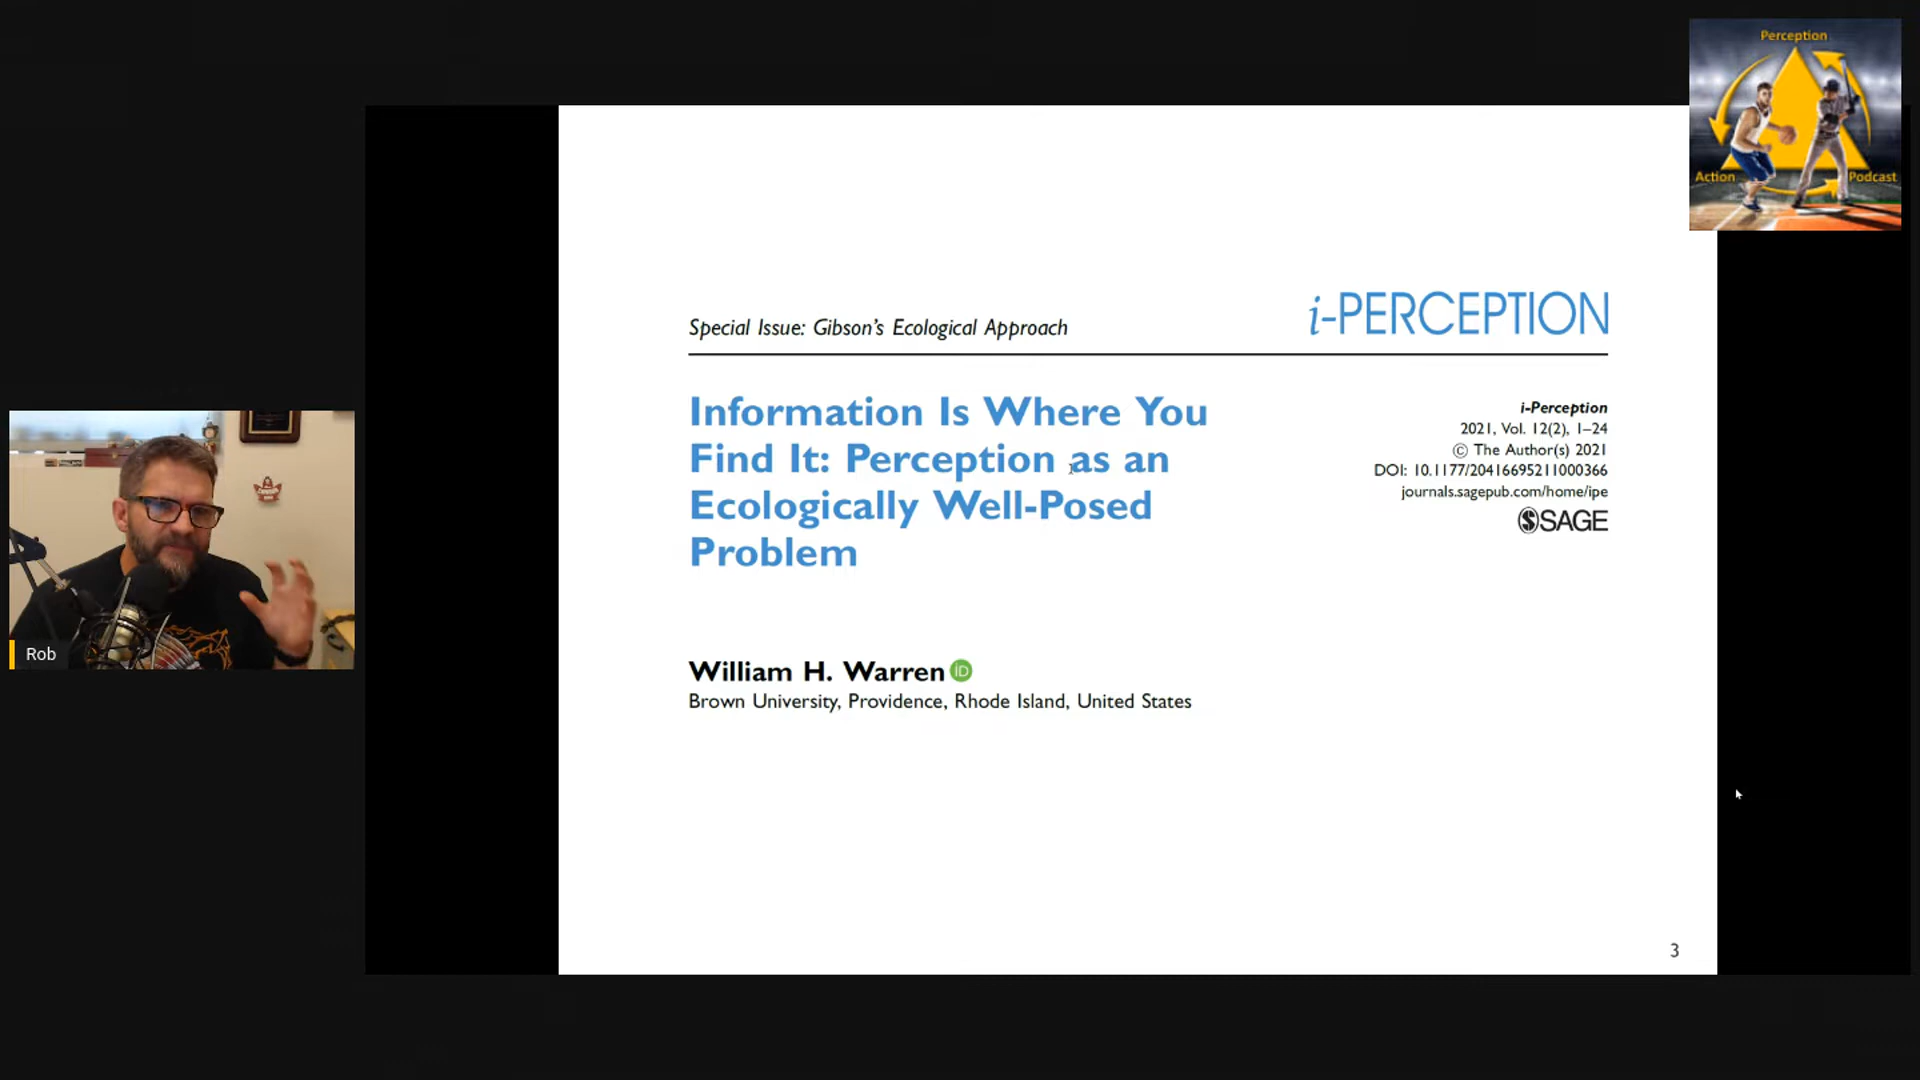 Perception
Action
Podcast
Special Issue: Gibson's Ecological Approach
i-PERCEPTION
Information Is Where You
Find It: Perception as an
Ecologically Well-Posed
Problem
i-Perception
2021, Vol. 12(2), 1–24
© The Author(s) 2021
DOI: 10.1177/20416695211000366
journals.sagepub.com/home/ipe
SAGE
William H. Warren iD
Brown University, Providence, Rhode Island, United States
Rob
3